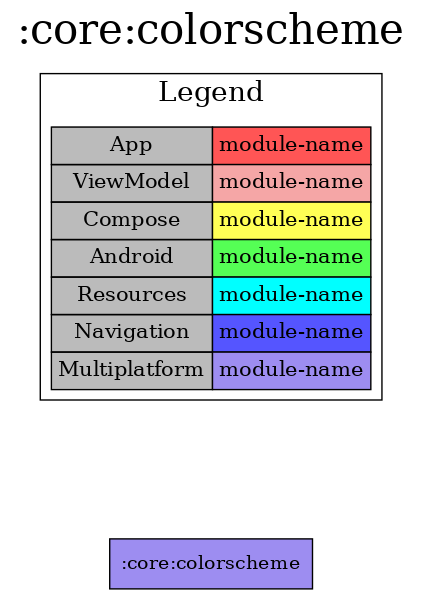 :core:colorscheme
Legend
App module-name
ViewModel module-name
Compose module-name
Android module-name
Resources module-name
Navigation module-name
Multiplatform module-name
:core:colorscheme